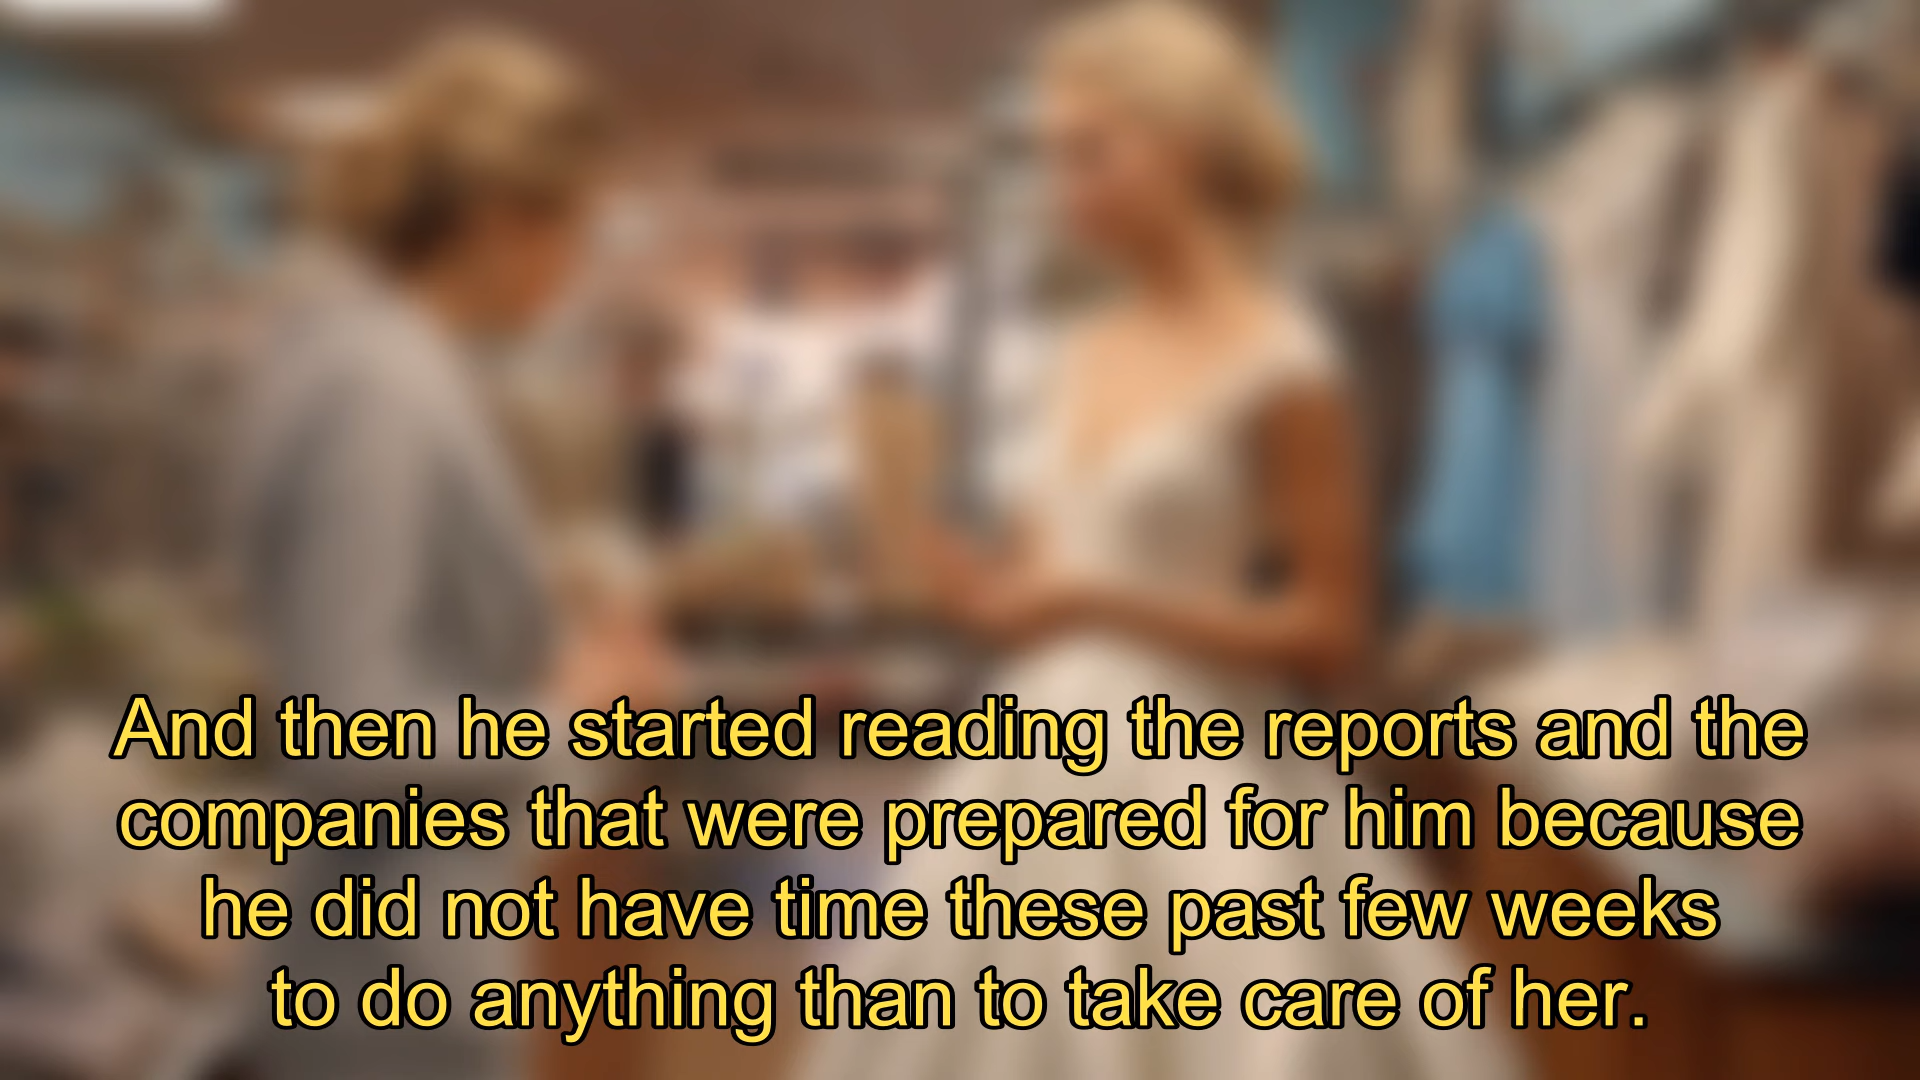 And then he started reading the reports and the
companies that were prepared for him because
he did not have time these past few weeks
to do anything than to take care of her.